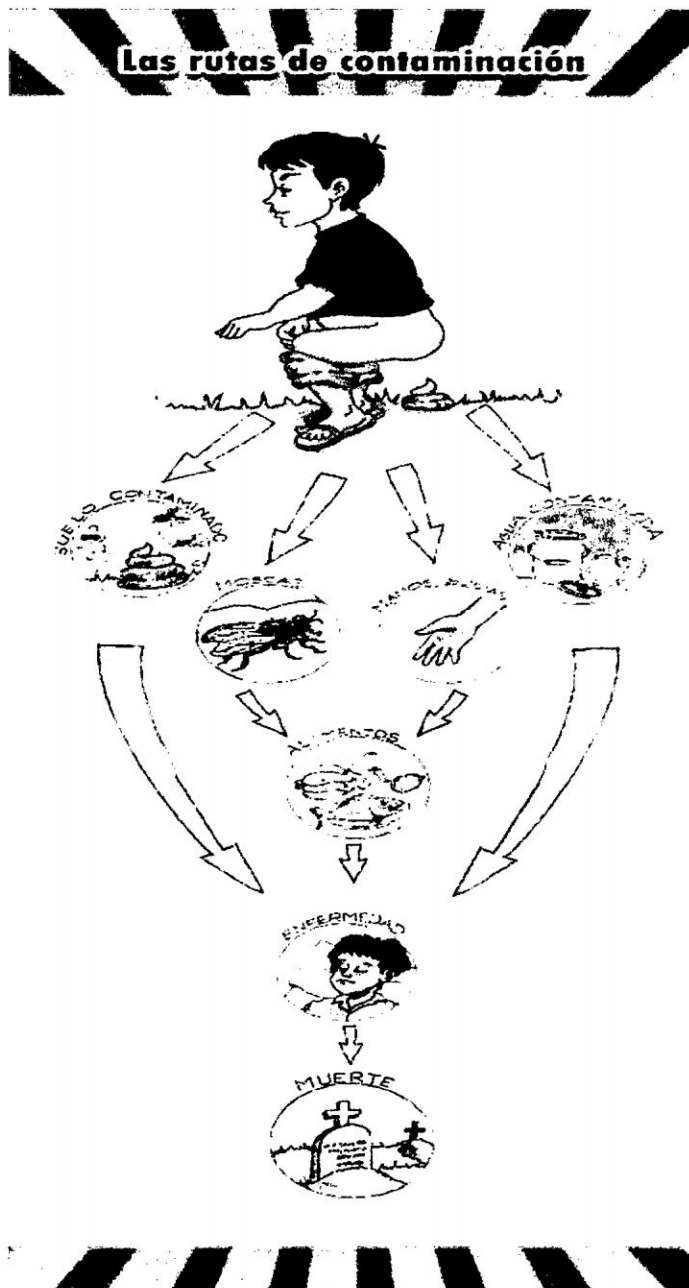 Las rutas de contaminación
SUELO CONTAMINADO
AGUA CONTAMINADA
MOSCAS
MANOS SUCIAS
ALIMENTOS
ENFERMEDAD
MUERTE